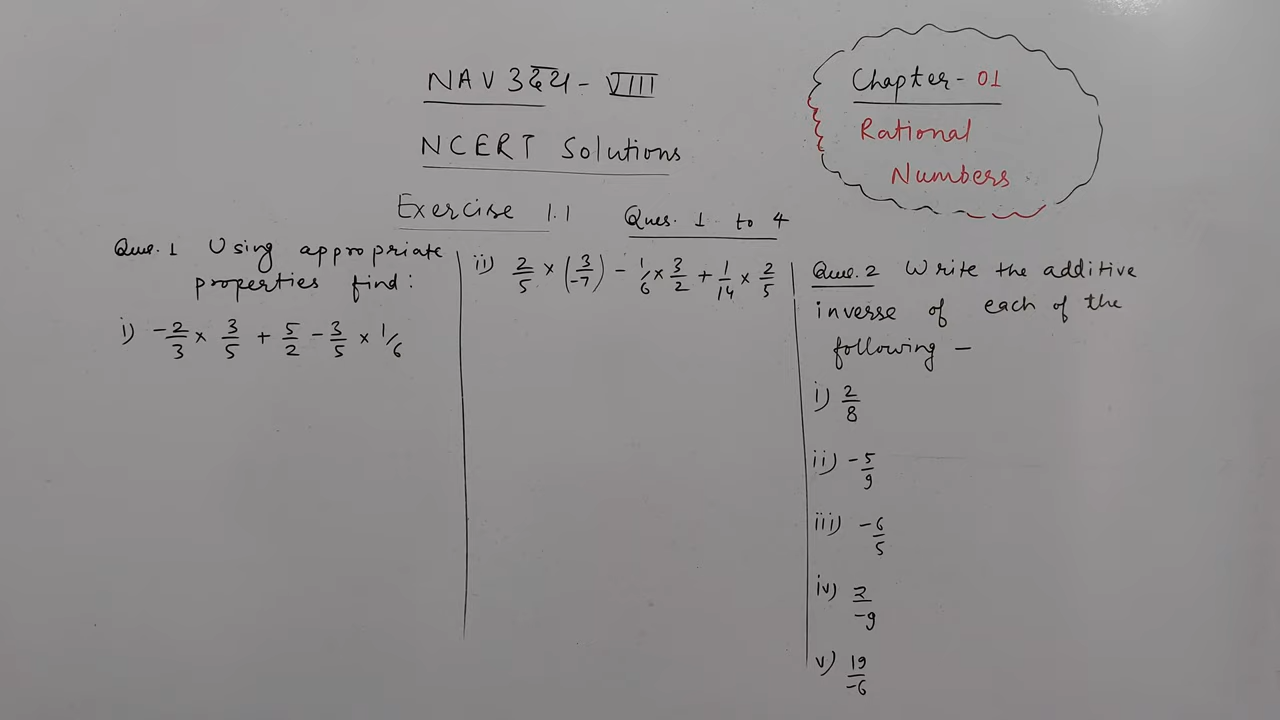 NAV उदय - VIII
NCERT Solutions
Chapter - 01
Rational
Numbers
Exercise 1.1 Ques. 1 to 4
Que. 1 Using appropriate
properties find:
i) -2/3 × 3/5 + 5/2 - 3/5 × 1/6
ii) 2/5 × (3/-7) - 1/6 × 3/2 + 1/14 × 2/5
Que. 2 Write the additive
inverse of each of the
following -
i) 2/8
ii) -5/9
iii) -6/5
iv) 2/-9
v) 19/-6